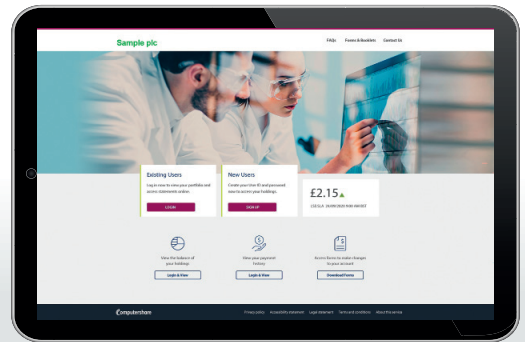 Sample plc
FAQs Forms & Booklets Contact Us
Existing Users
Log in now to view your portfolio and
access statements online.
LOGIN
New Users
Create your User ID and password
now to access your holdings.
SIGN UP
£2.15
View the balance of
your holdings
Login & View
View your payment
history
Login & View
Access forms to make changes
to your account
Download Forms
Computershare
Privacy policy Accessibility statement Legal statement Terms and conditions About this service